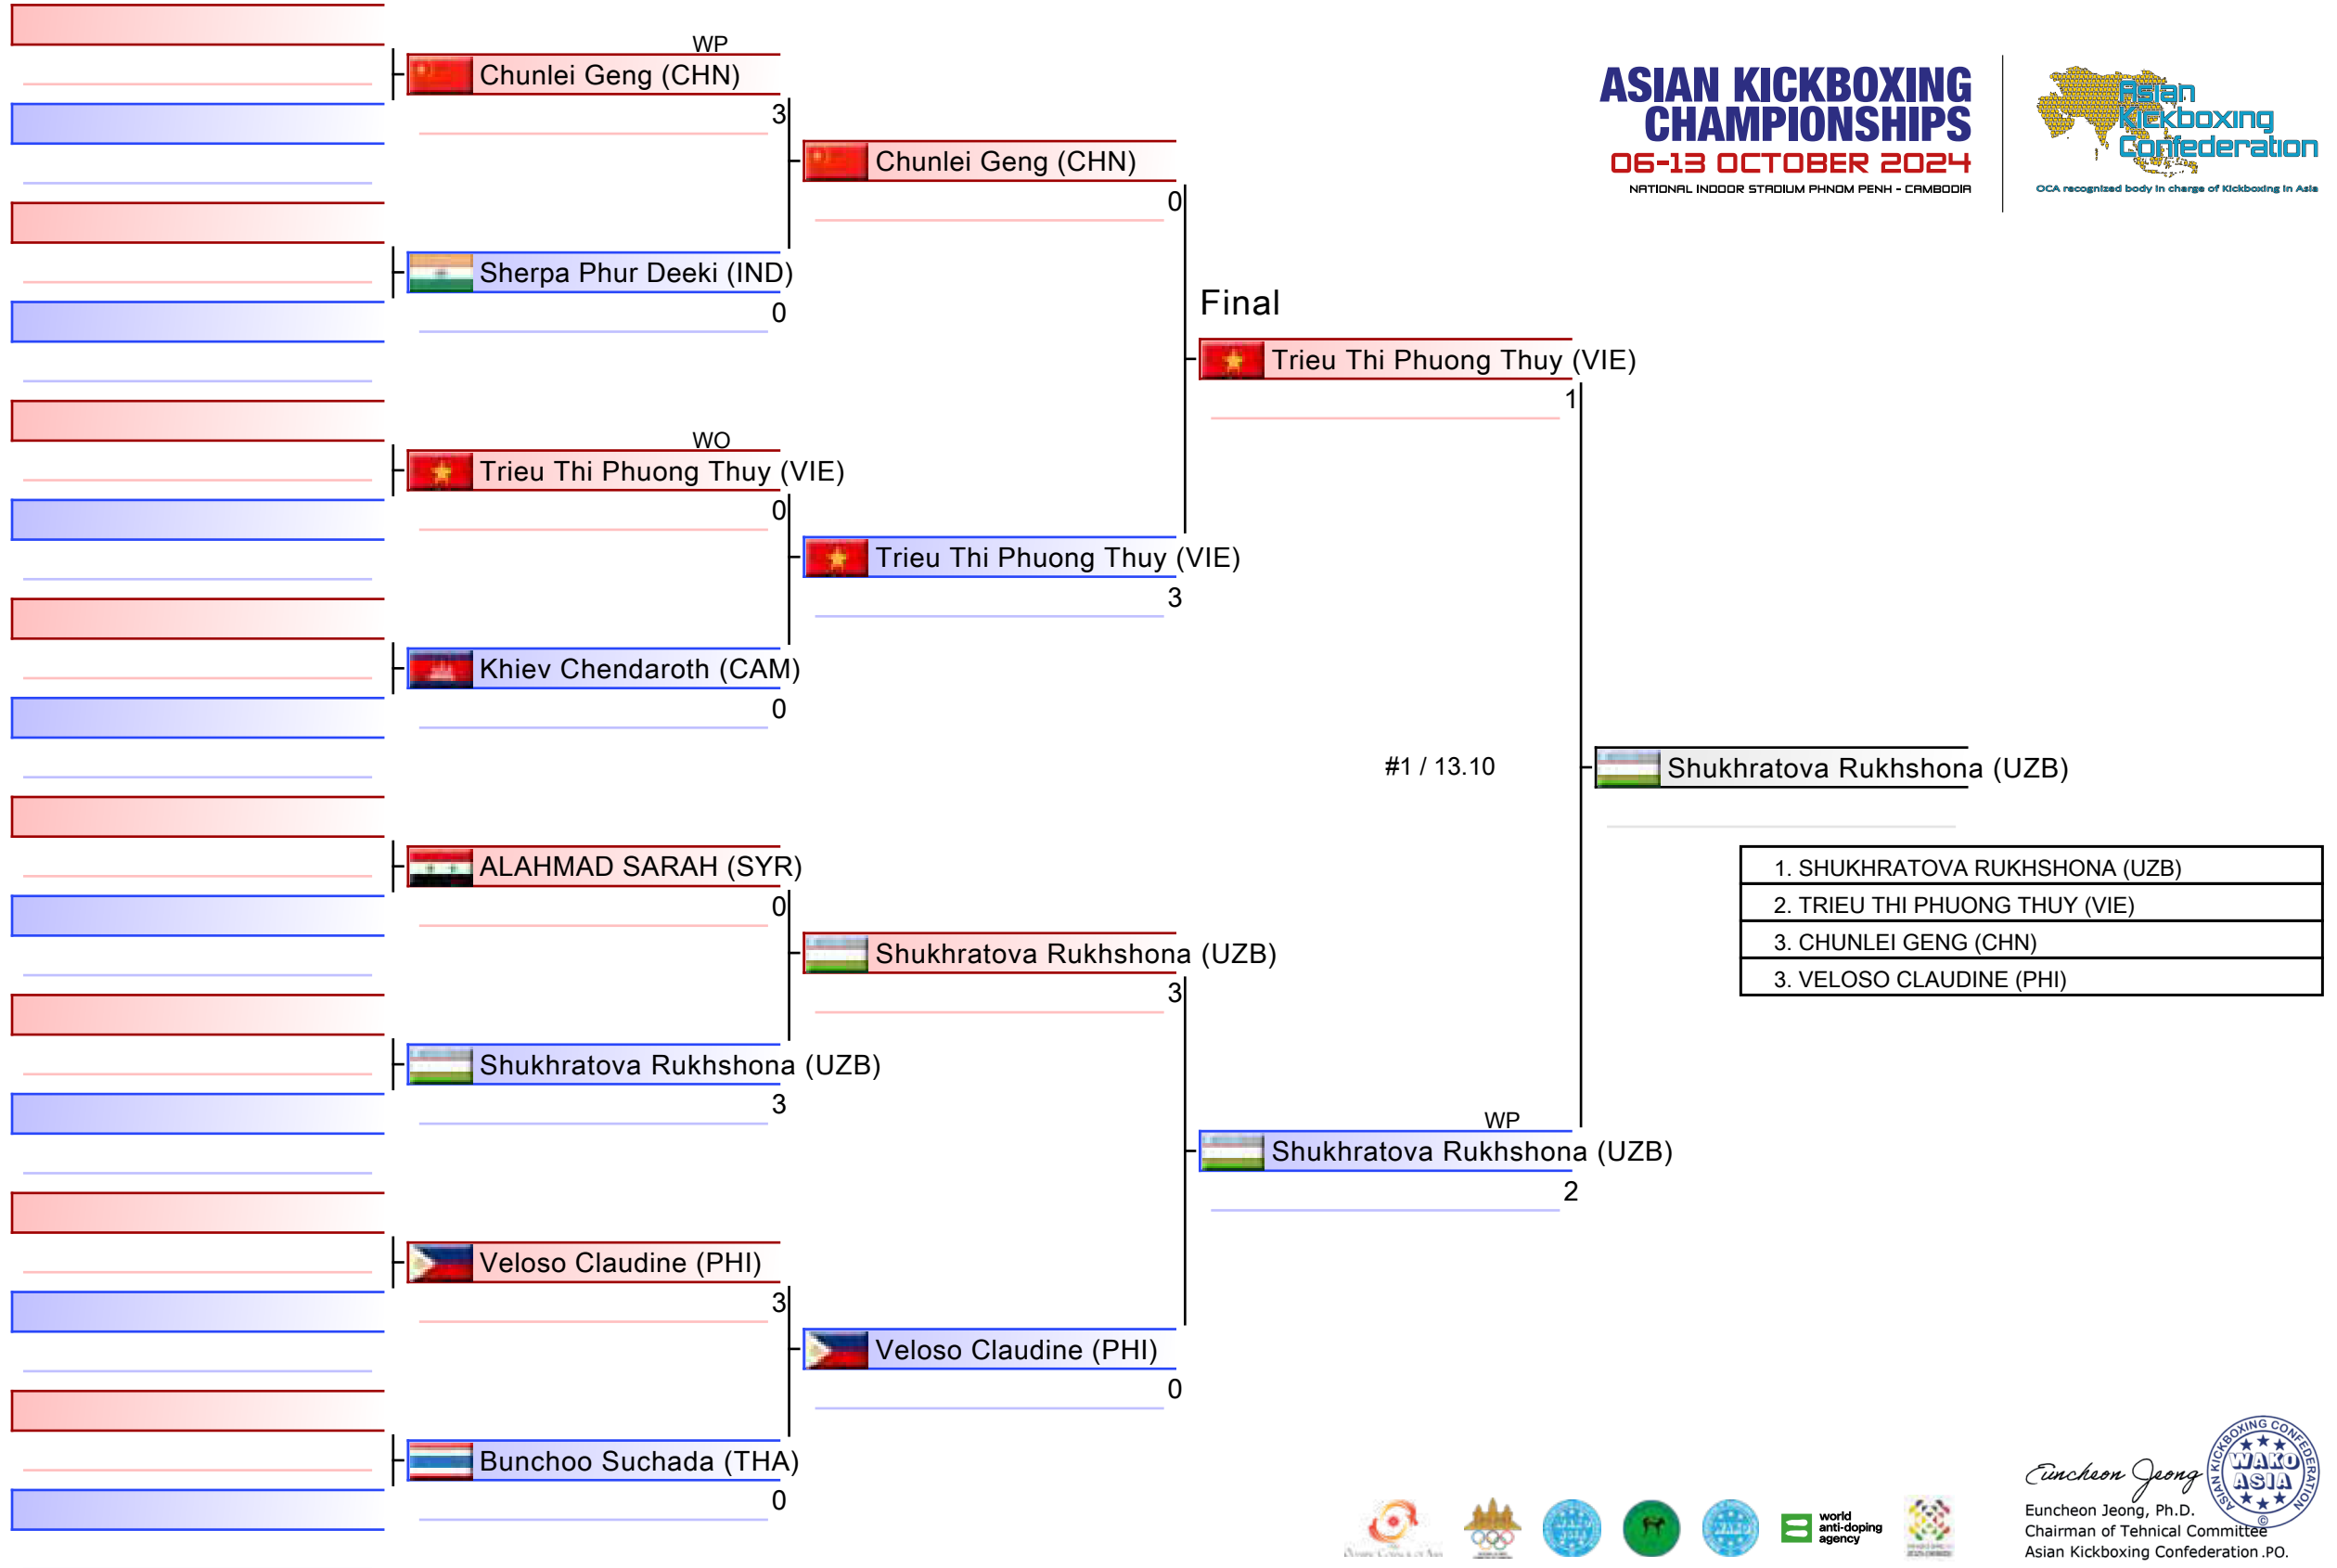 WP
Chunlei Geng (CHN)
3
Sherpa Phur Deeki (IND)
0
WO
Trieu Thi Phuong Thuy (VIE)
0
Khiev Chendaroth (CAM)
0
ALAHMAD SARAH (SYR)
0
Shukhratova Rukhshona (UZB)
3
Veloso Claudine (PHI)
3
Bunchoo Suchada (THA)
0
Chunlei Geng (CHN)
0
Trieu Thi Phuong Thuy (VIE)
3
Shukhratova Rukhshona (UZB)
3
Veloso Claudine (PHI)
0
Final
Trieu Thi Phuong Thuy (VIE)
1
#1 / 13.10
WP
Shukhratova Rukhshona (UZB)
2
Shukhratova Rukhshona (UZB)
ASIAN KICKBOXING
CHAMPIONSHIPS
06-13 OCTOBER 2024
NATIONAL INDOOR STADIUM PHNOM PENH - CAMBODIA
Asian
Kickboxing
Confederation
OCA recognized body in charge of Kickboxing in Asia
1. SHUKHRATOVA RUKHSHONA (UZB)
2. TRIEU THI PHUONG THUY (VIE)
3. CHUNLEI GENG (CHN)
3. VELOSO CLAUDINE (PHI)
world
anti-doping
agency
Euncheon Jeong
ASIAN KICKBOXING CONFEDERATION
WAKO
ASIA
©
Euncheon Jeong, Ph.D.
Chairman of Tehnical Committee
Asian Kickboxing Confederation .PO.